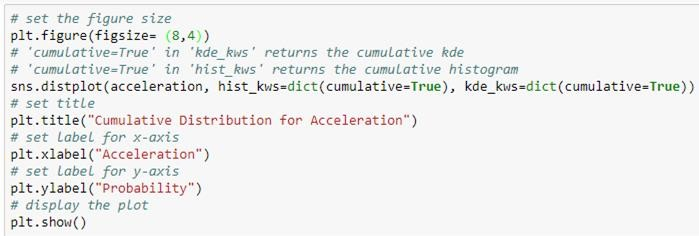 # set the figure size
plt.figure(figsize= (8,4))
# 'cumulative=True' in 'kde_kws' returns the cumulative kde
# 'cumulative=True' in 'hist_kws' returns the cumulative histogram
sns.distplot(acceleration, hist_kws=dict(cumulative=True), kde_kws=dict(cumulative=True))
# set title
plt.title("Cumulative Distribution for Acceleration")
# set label for x-axis
plt.xlabel("Acceleration")
# set label for y-axis
plt.ylabel("Probability")
# display the plot
plt.show()